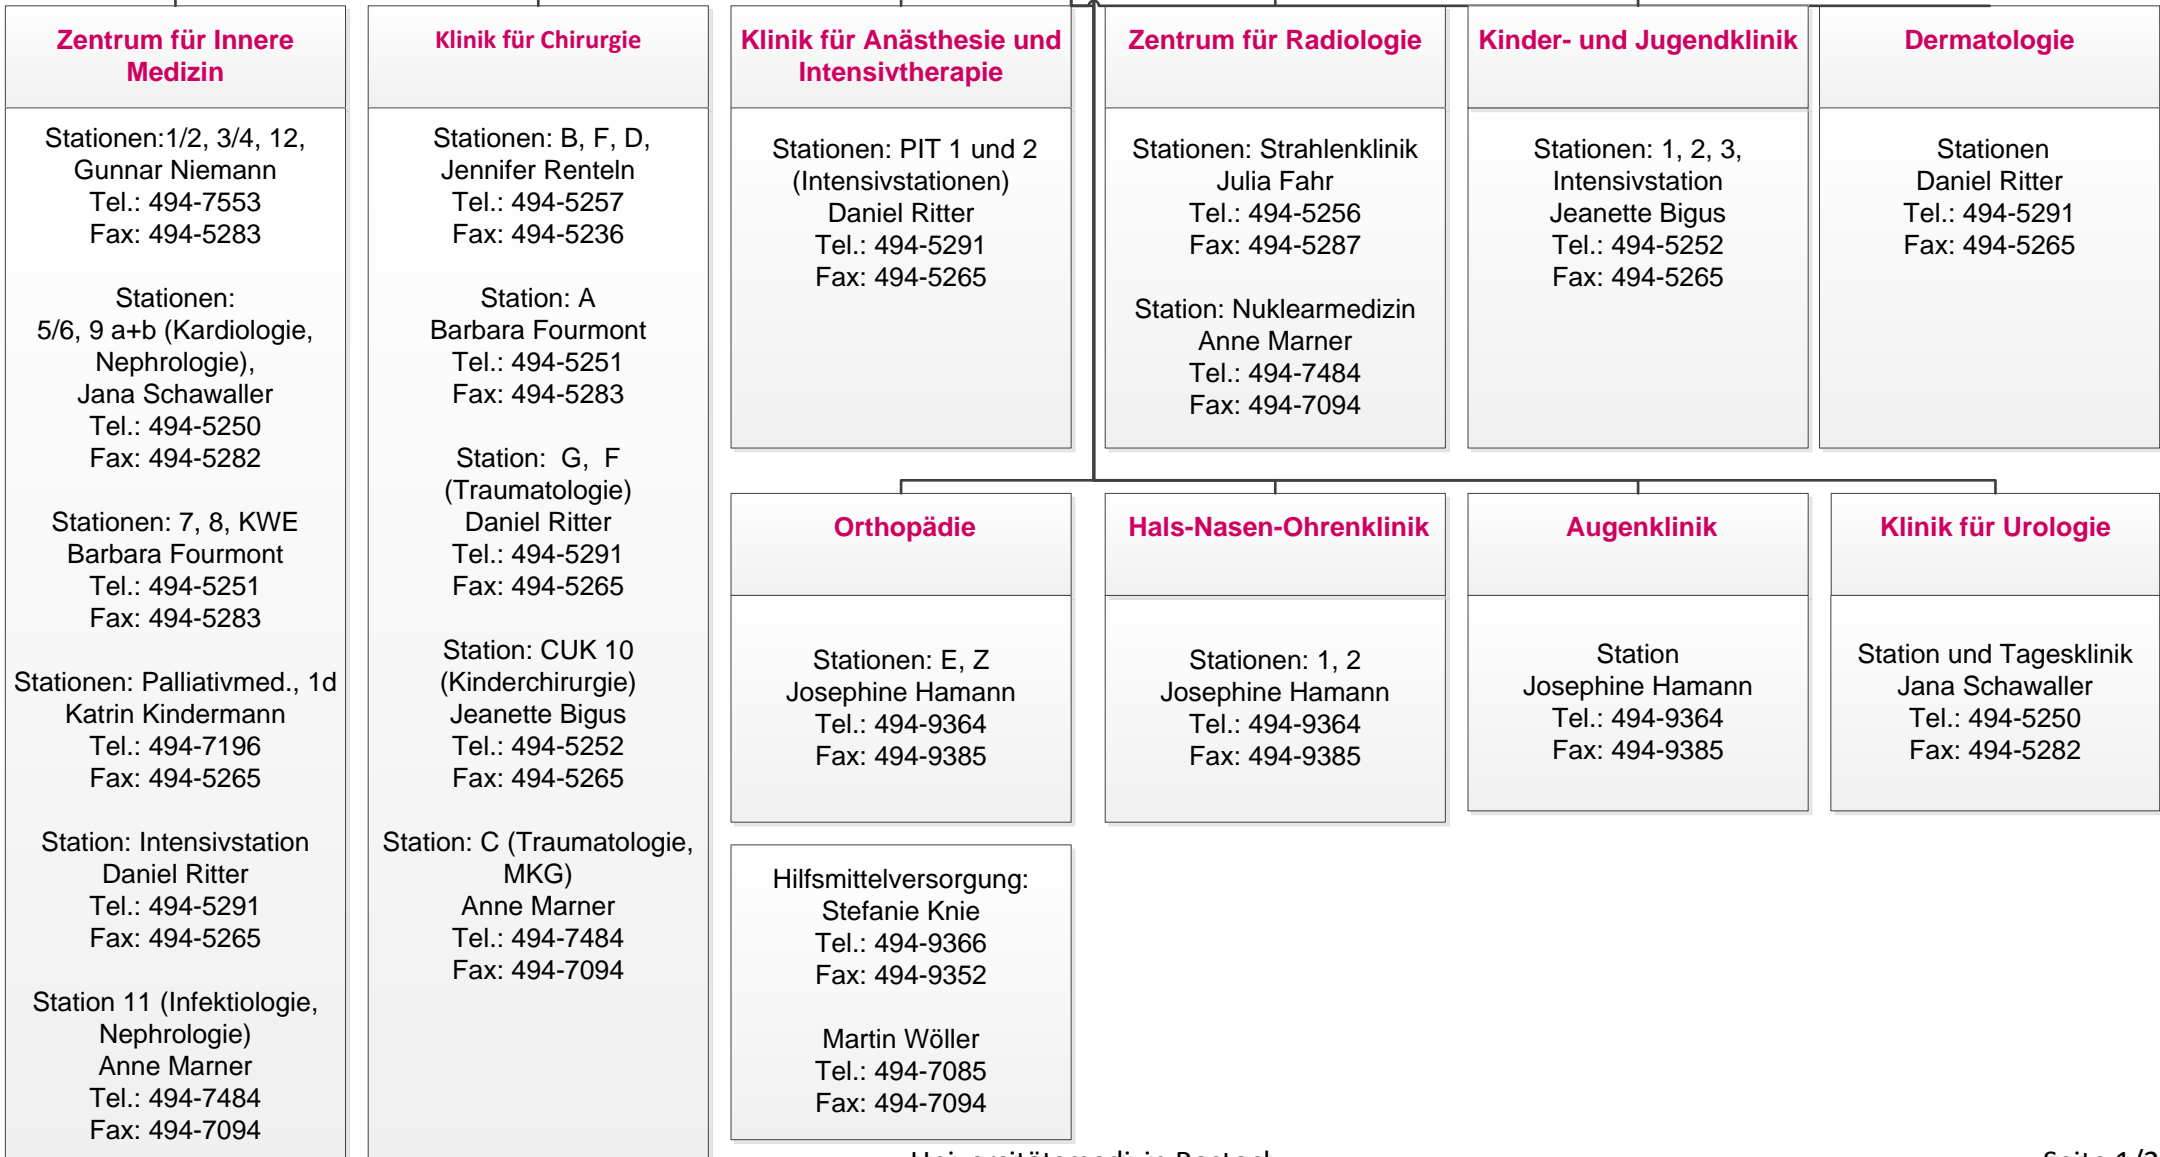 Zentrum für Innere
Medizin
Stationen:1/2, 3/4, 12,
Gunnar Niemann
Tel.: 494-7553
Fax: 494-5283
Stationen:
5/6, 9 a+b (Kardiologie,
Nephrologie),
Jana Schawaller
Tel.: 494-5250
Fax: 494-5282
Stationen: 7, 8, KWE
Barbara Fourmont
Tel.: 494-5251
Fax: 494-5283
Stationen: Palliativmed., 1d
Katrin Kindermann
Tel.: 494-7196
Fax: 494-5265
Station: Intensivstation
Daniel Ritter
Tel.: 494-5291
Fax: 494-5265
Station 11 (Infektiologie,
Nephrologie)
Anne Marner
Tel.: 494-7484
Fax: 494-7094
Klinik für Chirurgie
Stationen: B, F, D,
Jennifer Renteln
Tel.: 494-5257
Fax: 494-5236
Station: A
Barbara Fourmont
Tel.: 494-5251
Fax: 494-5283
Station: G, F
(Traumatologie)
Daniel Ritter
Tel.: 494-5291
Fax: 494-5265
Station: CUK 10
(Kinderchirurgie)
Jeanette Bigus
Tel.: 494-5252
Fax: 494-5265
Station: C (Traumatologie,
MKG)
Anne Marner
Tel.: 494-7484
Fax: 494-7094
Klinik für Anästhesie und
Intensivtherapie
Stationen: PIT 1 und 2
(Intensivstationen)
Daniel Ritter
Tel.: 494-5291
Fax: 494-5265
Zentrum für Radiologie
Stationen: Strahlenklinik
Julia Fahr
Tel.: 494-5256
Fax: 494-5287
Station: Nuklearmedizin
Anne Marner
Tel.: 494-7484
Fax: 494-7094
Kinder- und Jugendklinik
Stationen: 1, 2, 3,
Intensivstation
Jeanette Bigus
Tel.: 494-5252
Fax: 494-5265
Dermatologie
Stationen
Daniel Ritter
Tel.: 494-5291
Fax: 494-5265
Orthopädie
Stationen: E, Z
Josephine Hamann
Tel.: 494-9364
Fax: 494-9385
Hals-Nasen-Ohrenklinik
Stationen: 1, 2
Josephine Hamann
Tel.: 494-9364
Fax: 494-9385
Augenklinik
Station
Josephine Hamann
Tel.: 494-9364
Fax: 494-9385
Klinik für Urologie
Station und Tagesklinik
Jana Schawaller
Tel.: 494-5250
Fax: 494-5282
Hilfsmittelversorgung:
Stefanie Knie
Tel.: 494-9366
Fax: 494-9352
Martin Wöller
Tel.: 494-7085
Fax: 494-7094
Universitätsmedizin Rostock
Seite 1/2